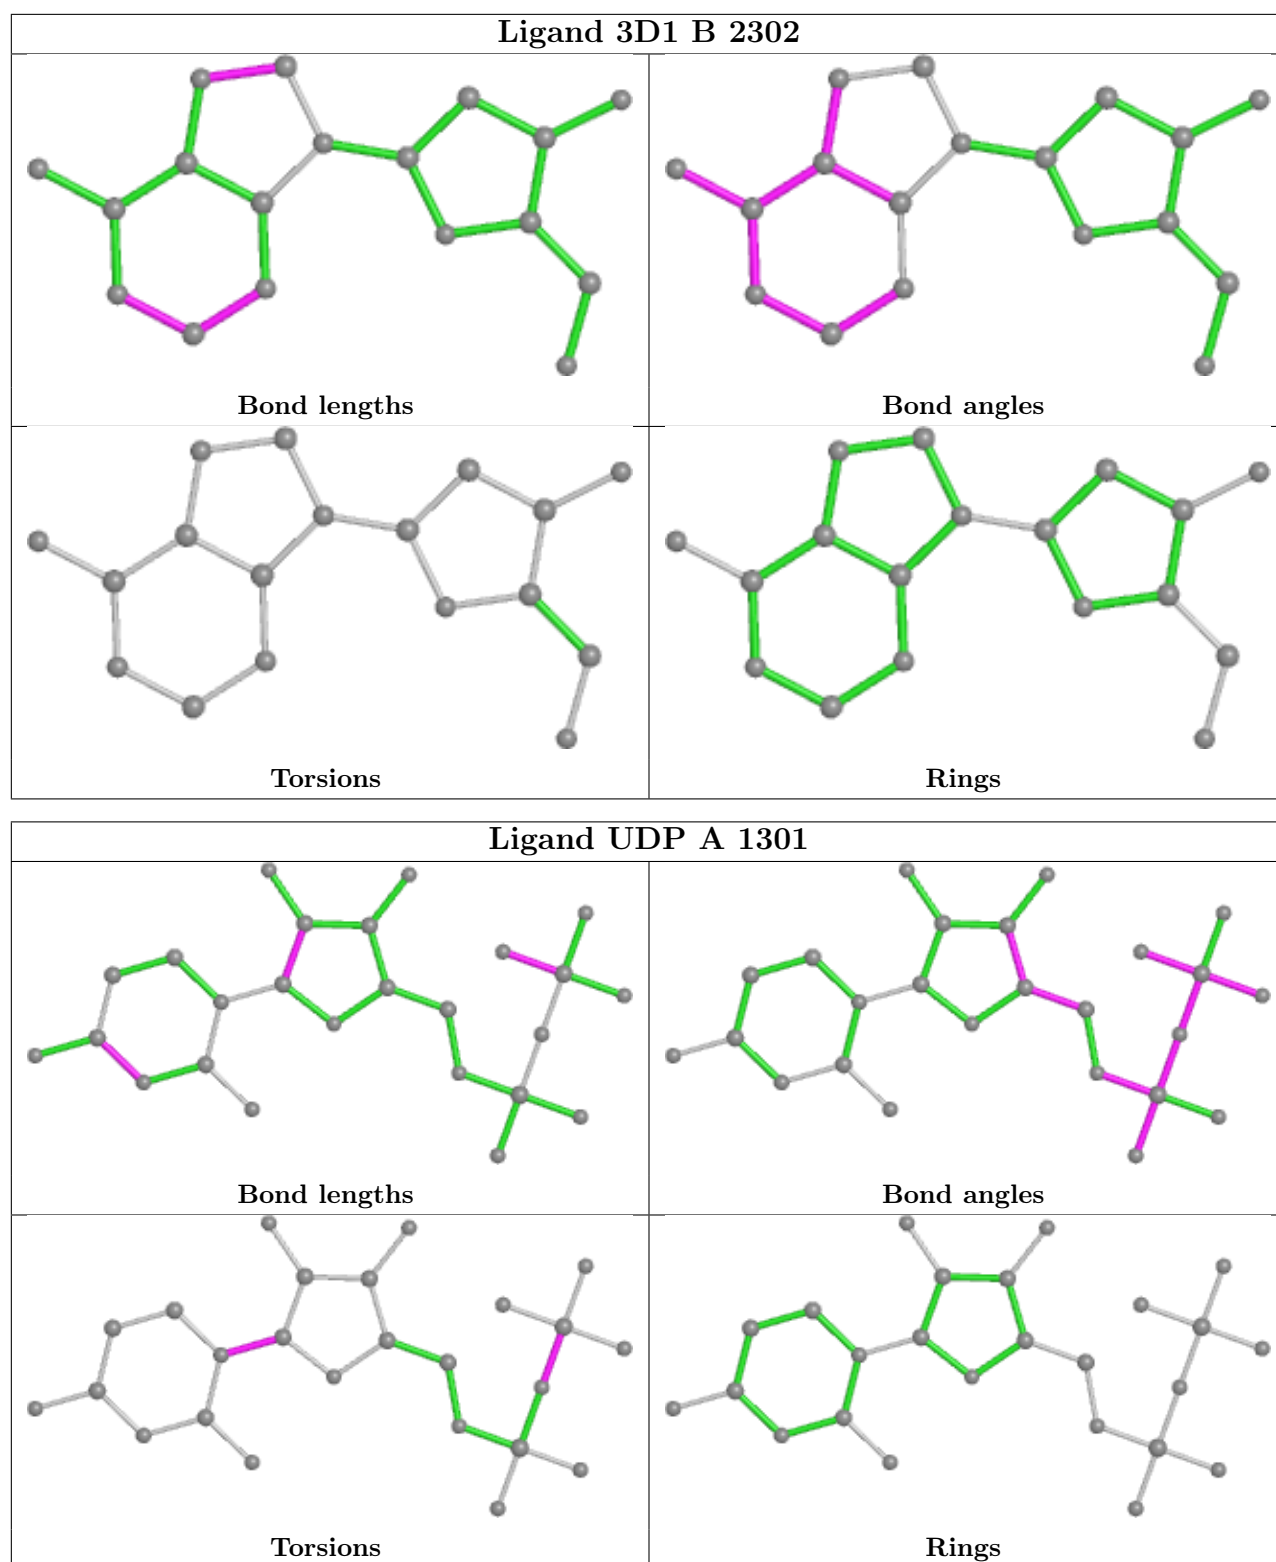 Ligand 3D1 B 2302
Bond lengths
Bond angles
Torsions
Rings
Ligand UDP A 1301
Bond lengths
Bond angles
Torsions
Rings